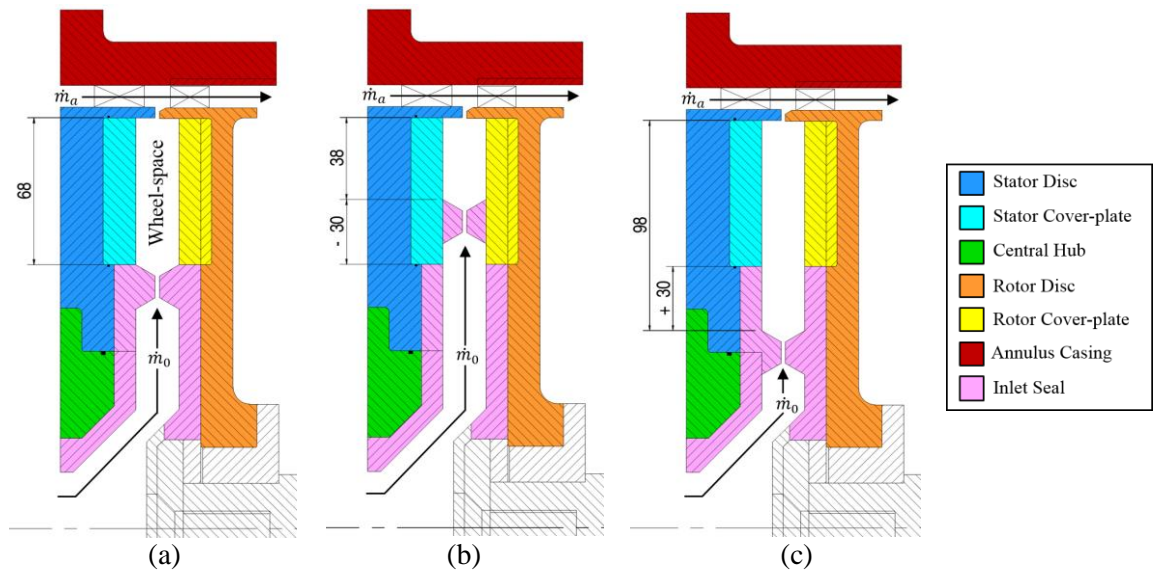 ṁₐ
68
Wheel-space
ṁ₀
(a)
ṁₐ
38
- 30
ṁ₀
(b)
ṁₐ
98
+ 30
ṁ₀
(c)
Stator Disc
Stator Cover-plate
Central Hub
Rotor Disc
Rotor Cover-plate
Annulus Casing
Inlet Seal